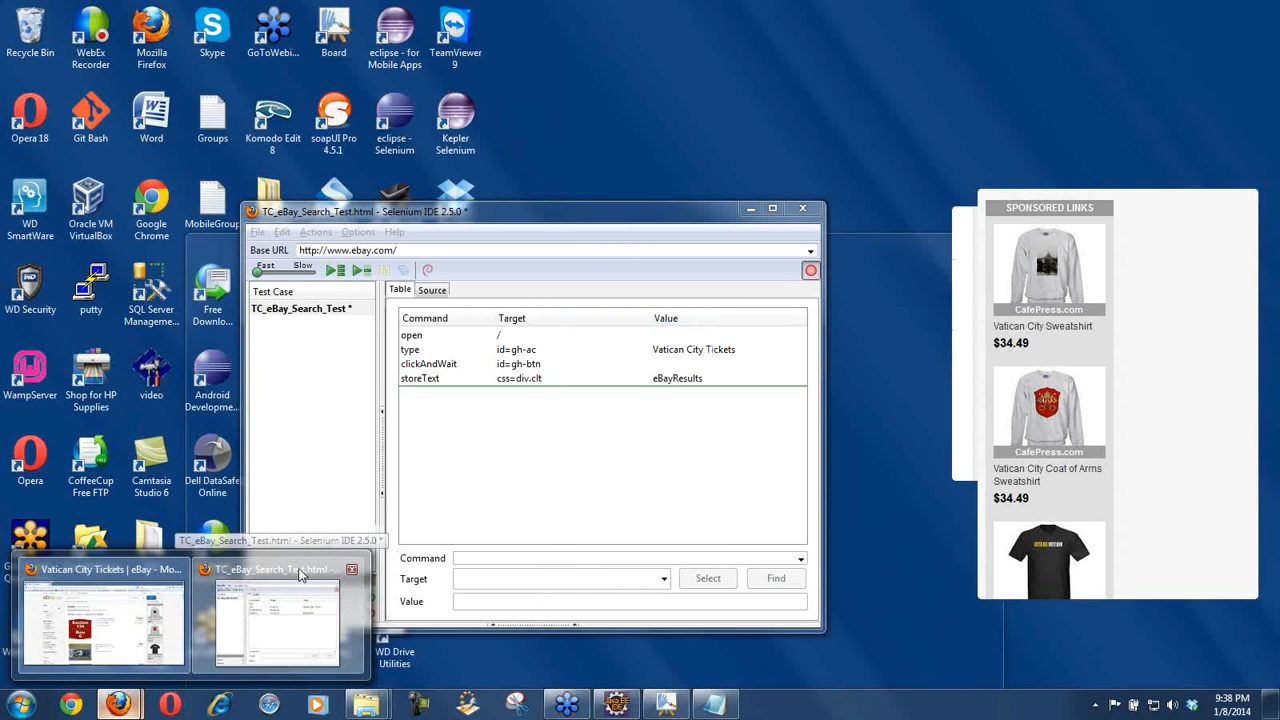 Recycle Bin
WebEx Recorder
Mozilla Firefox
Skype
GoToWebi...
Board
eclipse - for Mobile Apps
TeamViewer 9
Opera 18
Git Bash
Word
Groups
Komodo Edit 8
soapUI Pro 4.5.1
eclipse - Selenium
Kepler Selenium
WD SmartWare
Oracle VM VirtualBox
Google Chrome
MobileGroup
WD Security
putty
SQL Server Manageme...
Free Downlo...
WampServer
Shop for HP Supplies
video
Android Developme...
Opera
CoffeeCup Free FTP
Camtasia Studio 6
Dell DataSafe Online
WD Drive Utilities
TC_eBay_Search_Test.html - Selenium IDE 2.5.0 *
File Edit Actions Options Help
Base URL http://www.ebay.com/
Fast Slow
Test Case
TC_eBay_Search_Test *
Table Source
Command Target Value
open /
type id=gh-ac Vatican City Tickets
clickAndWait id=gh-btn
storeText css=div.clt eBayResults
Command
Target Select Find
Value
SPONSORED LINKS
CafePress.com
Vatican City Sweatshirt
$34.49
CafePress.com
Vatican City Coat of Arms
Sweatshirt
$34.49
TC_eBay_Search_Test.html - Selenium IDE 2.5.0 *
Vatican City Tickets | eBay - Mo...
TC_eBay_Search_Test.html -
9:38 PM
1/8/2014